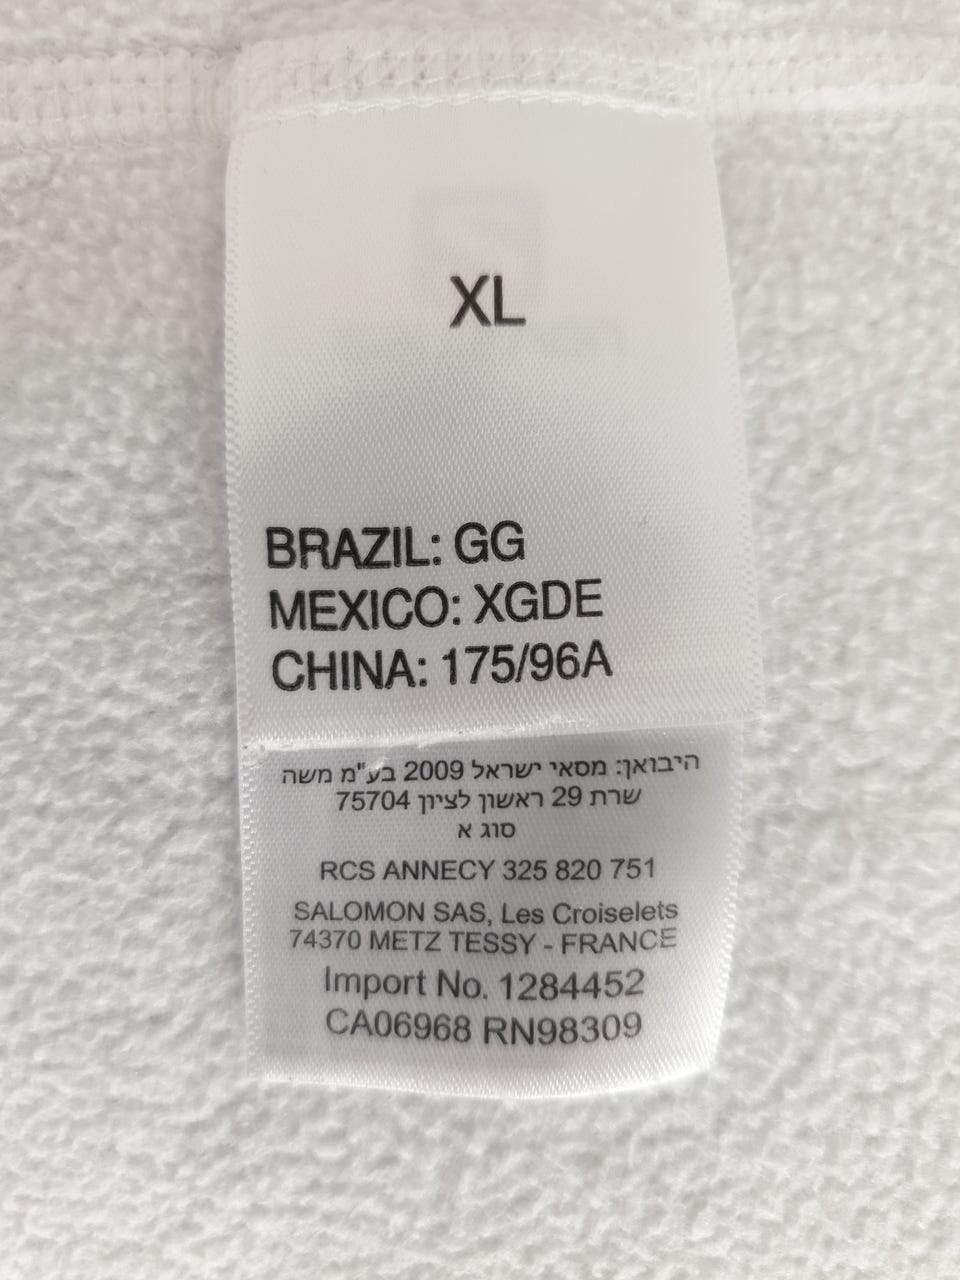 XL
BRAZIL: GG
MEXICO: XGDE
CHINA: 175/96A
היבואן: מסאי ישראל 2009 בע"מ משה
שרת 29 ראשון לציון 75704
סוג א
RCS ANNECY 325 820 751
SALOMON SAS, Les Croiselets
74370 METZ TESSY - FRANCE
Import No. 1284452
CA06968 RN98309